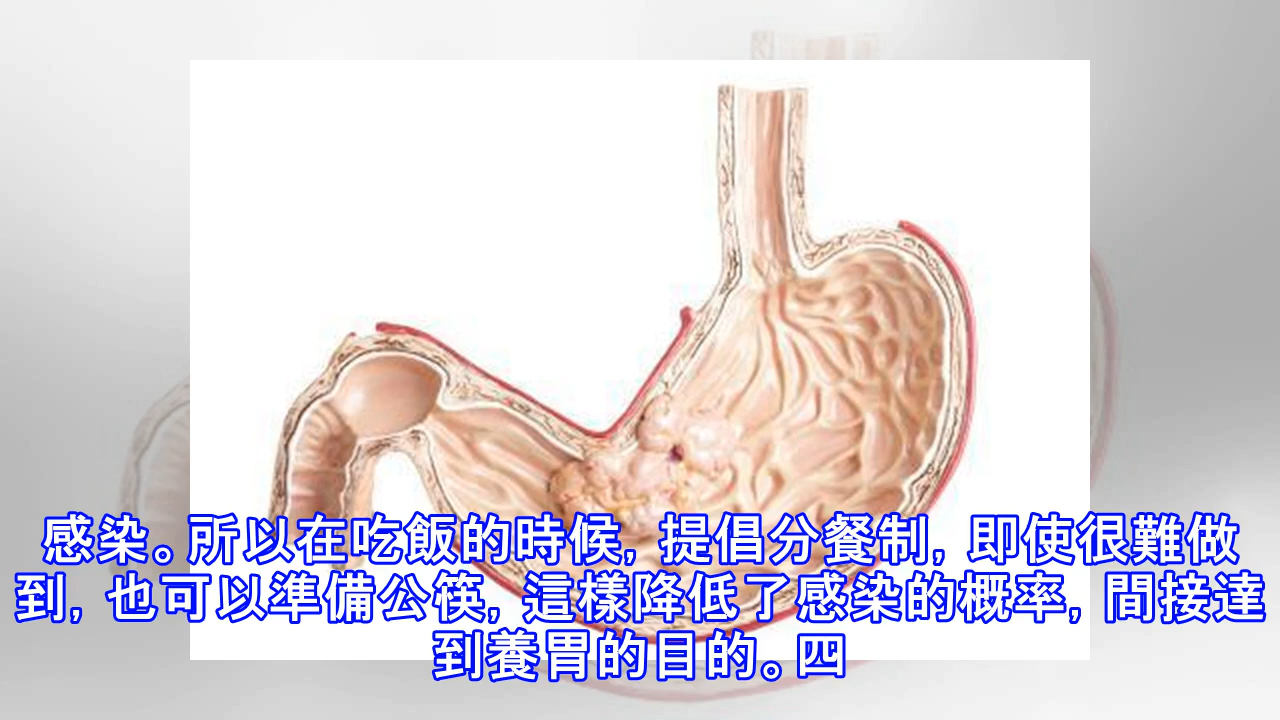 感染。所以在吃飯的時候,提倡分餐制,即使很難做
到,也可以準備公筷,這樣降低了感染的概率,間接達
到養胃的目的。四